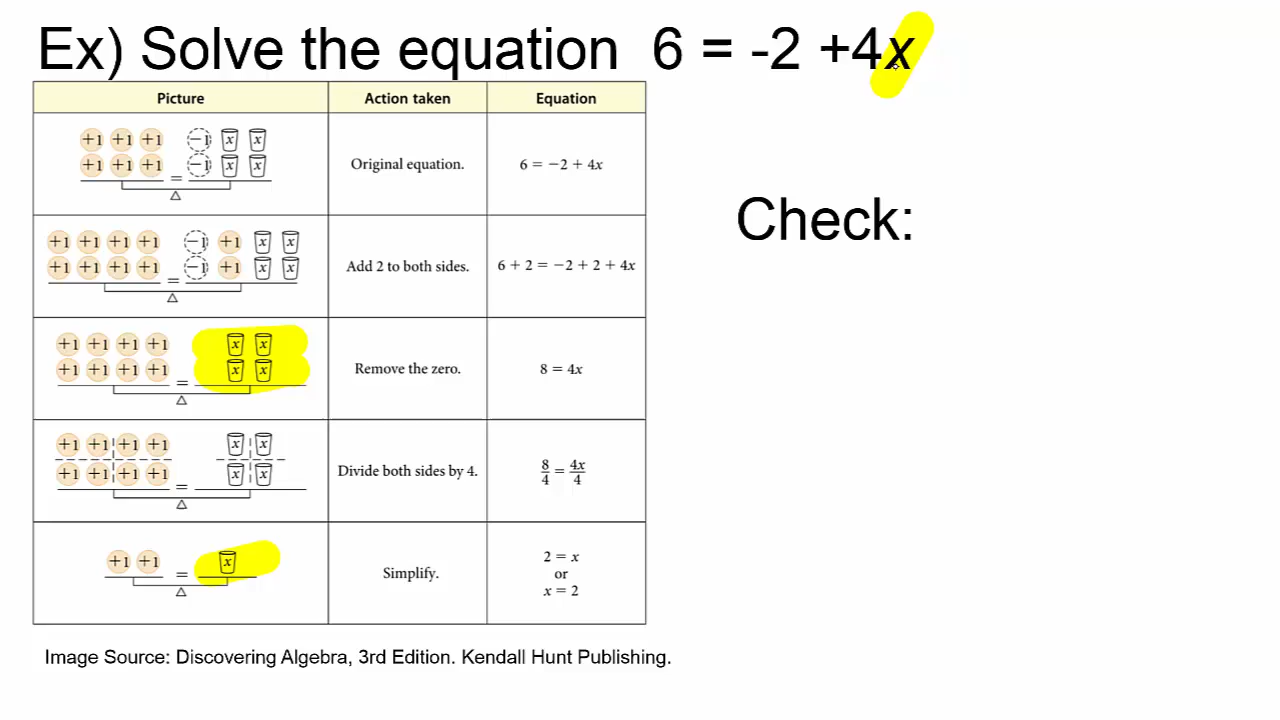 Ex) Solve the equation 6 = -2 +4x
Picture Action taken Equation
+1 +1 +1 −1 x x
+1 +1 +1 = −1 x x
Original equation. 6 = −2 + 4x
+1 +1 +1 +1 −1 +1 x x
+1 +1 +1 +1 = −1 +1 x x
Add 2 to both sides. 6 + 2 = −2 + 2 + 4x
+1 +1 +1 +1 x x
+1 +1 +1 +1 = x x
Remove the zero. 8 = 4x
+1 +1 +1 +1 x x
+1 +1 +1 +1 = x x
Divide both sides by 4. 8/4 = 4x/4
+1 +1 = x
Simplify. 2 = x
or
x = 2
Check:
Image Source: Discovering Algebra, 3rd Edition. Kendall Hunt Publishing.